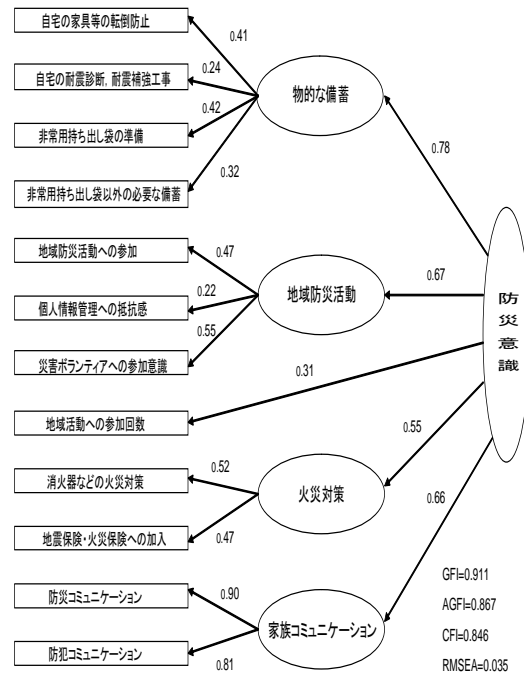 自宅の家具等の転倒防止
0.41
自宅の耐震診断,耐震補強工事
0.24
物的な備蓄
0.42
非常用持ち出し袋の準備
0.32
0.78
非常用持ち出し袋以外の必要な備蓄
地域防災活動への参加
0.47
個人情報管理への抵抗感
0.22
地域防災活動
0.67
0.55
災害ボランティアへの参加意識
防災意識
0.31
地域活動への参加回数
0.55
消火器などの火災対策
0.52
火災対策
0.47
地震保険・火災保険への加入
0.66
防災コミュニケーション
0.90
家族コミュニケーション
防犯コミュニケーション
0.81
GFI=0.911
AGFI=0.867
CFI=0.846
RMSEA=0.035